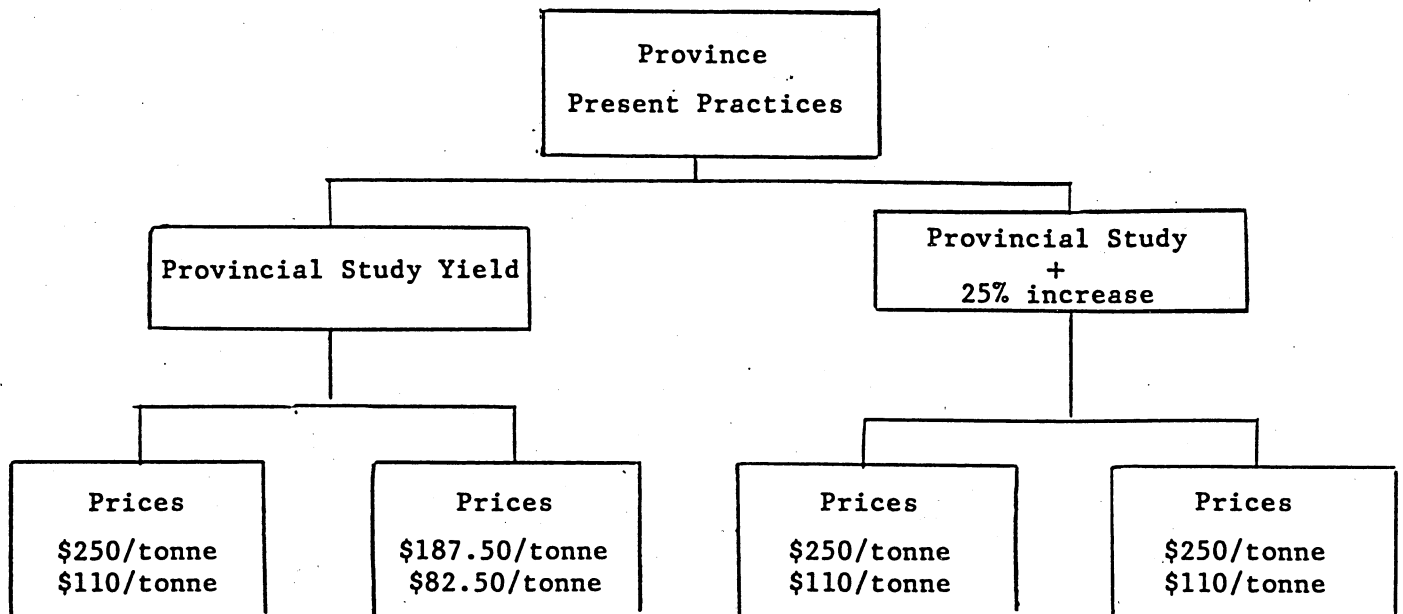 Province
Present Practices
Provincial Study Yield
Provincial Study
+
25% increase
Prices
$250/tonne
$110/tonne
Prices
$187.50/tonne
$82.50/tonne
Prices
$250/tonne
$110/tonne
Prices
$250/tonne
$110/tonne